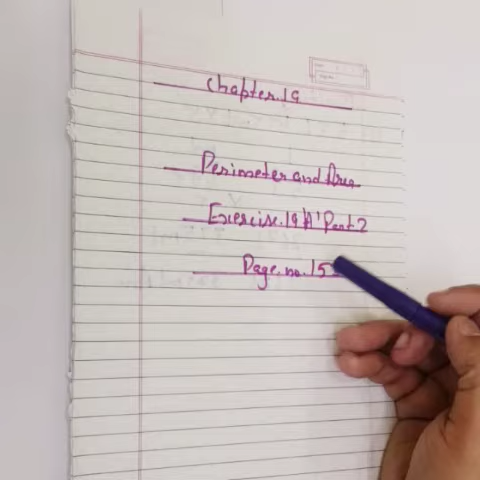 Chapter.19
Perimeter and Area
Exercise.19'A' Part 2
Page.no.15